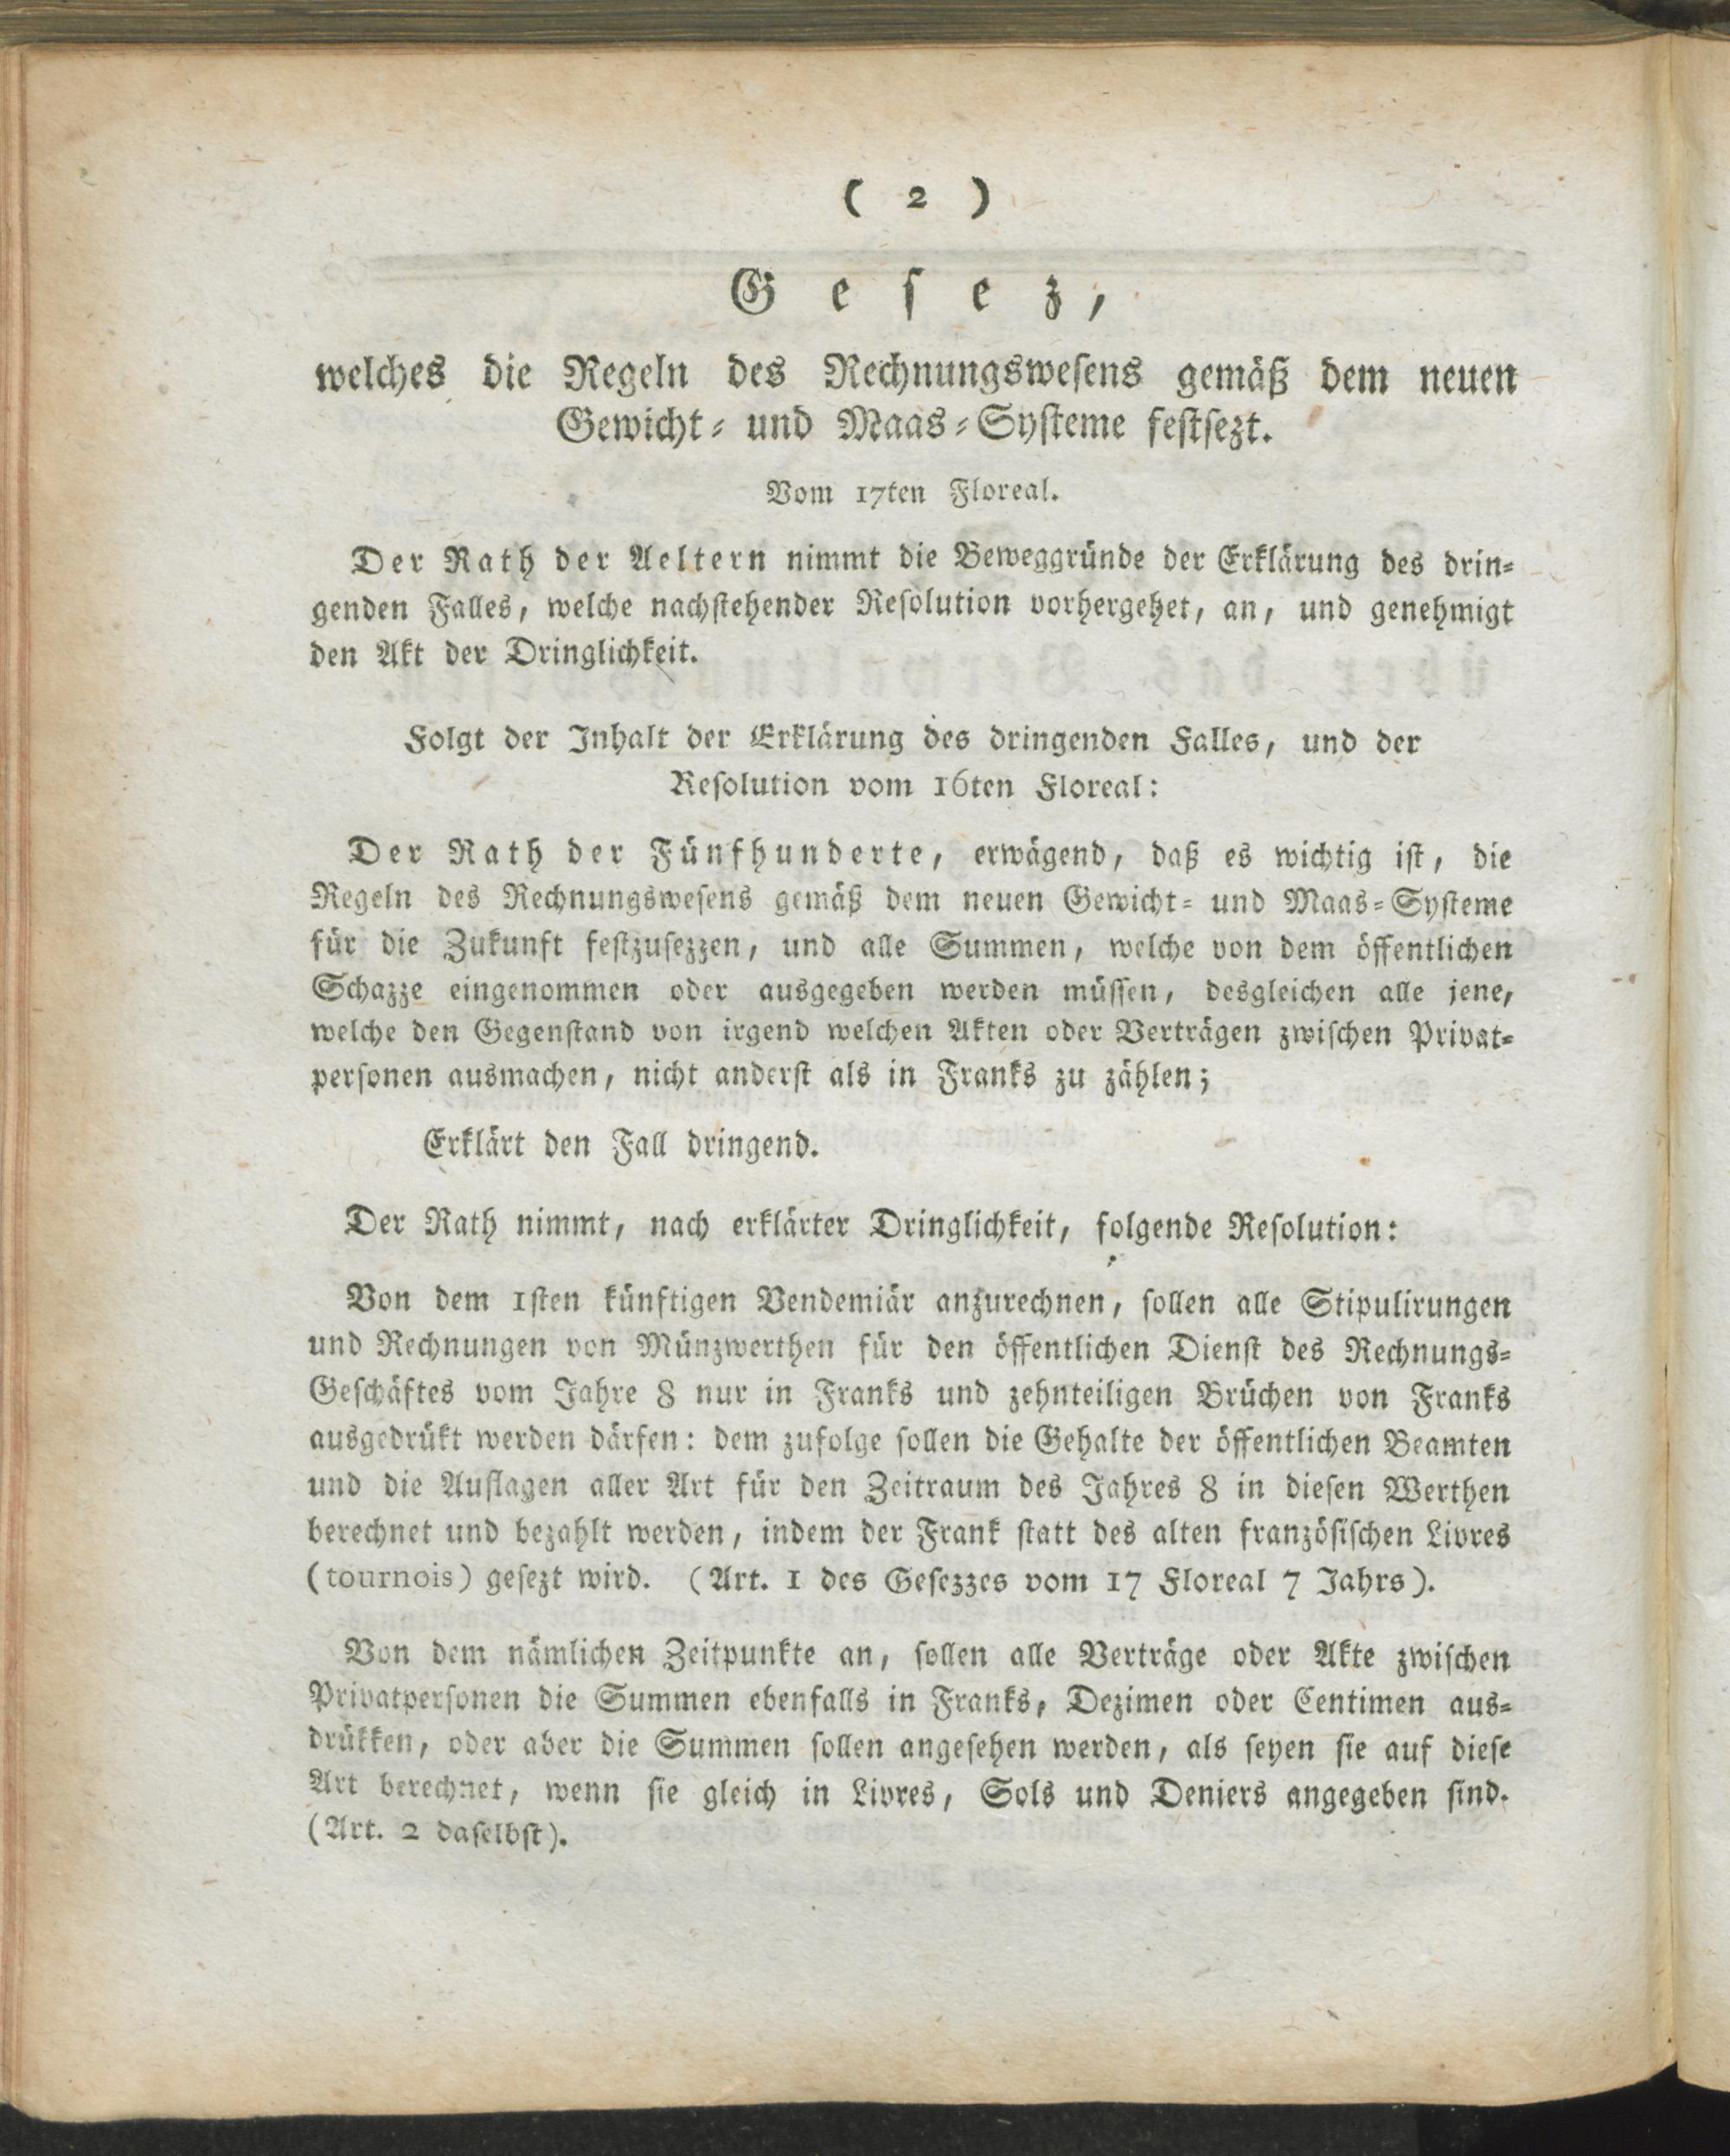 ( 2 )
Gesez,
welches die Regeln des Rechnungswesens gemäß dem neuen
Gewicht- und Maas-Systeme festsezt.
Vom 17ten Floreal.
Der Rath der Aeltern nimmt die Beweggründe der Erklärung des drin-
genden Falles, welche nachstehender Resolution vorhergehet, an, und genehmigt
den Akt der Dringlichkeit.
Folgt der Inhalt der Erklärung des dringenden Falles, und der
Resolution vom 16ten Floreal:
Der Rath der Fünfhunderte, erwägend, daß es wichtig ist, die
Regeln des Rechnungswesens gemäß dem neuen Gewicht- und Maas-Systeme
für die Zukunft festzusezzen, und alle Summen, welche von dem öffentlichen
Schazze eingenommen oder ausgegeben werden müssen, desgleichen alle jene,
welche den Gegenstand von irgend welchen Akten oder Verträgen zwischen Privat-
personen ausmachen, nicht anderst als in Franks zu zählen;
Erklärt den Fall dringend.
Der Rath nimmt, nach erklärter Dringlichkeit, folgende Resolution:
Von dem 1sten künftigen Vendemiär anzurechnen, sollen alle Stipulirungen
und Rechnungen von Münzwerthen für den öffentlichen Dienst des Rechnungs-
Geschäftes vom Jahre 8 nur in Franks und zehnteiligen Brüchen von Franks
ausgedrükt werden därfen: dem zufolge sollen die Gehalte der öffentlichen Beamten
und die Auslagen aller Art für den Zeitraum des Jahres 8 in diesen Werthen
berechnet und bezahlt werden, indem der Frank statt des alten französischen Livres
(tournois) gesezt wird. (Art. 1 des Gesezzes vom 17 Floreal 7 Jahrs).
Von dem nämlichen Zeitpunkte an, sollen alle Verträge oder Akte zwischen
Privatpersonen die Summen ebenfalls in Franks, Dezimen oder Centimen aus-
drükken, oder aber die Summen sollen angesehen werden, als seyen sie auf diese
Art berechnet, wenn sie gleich in Livres, Sols und Deniers angegeben sind.
(Art. 2 daselbst).